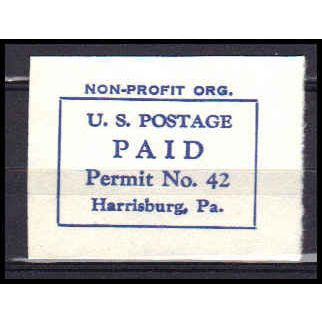 NON-PROFIT ORG.
U. S. POSTAGE
PAID
Permit No. 42
Harrisburg, Pa.